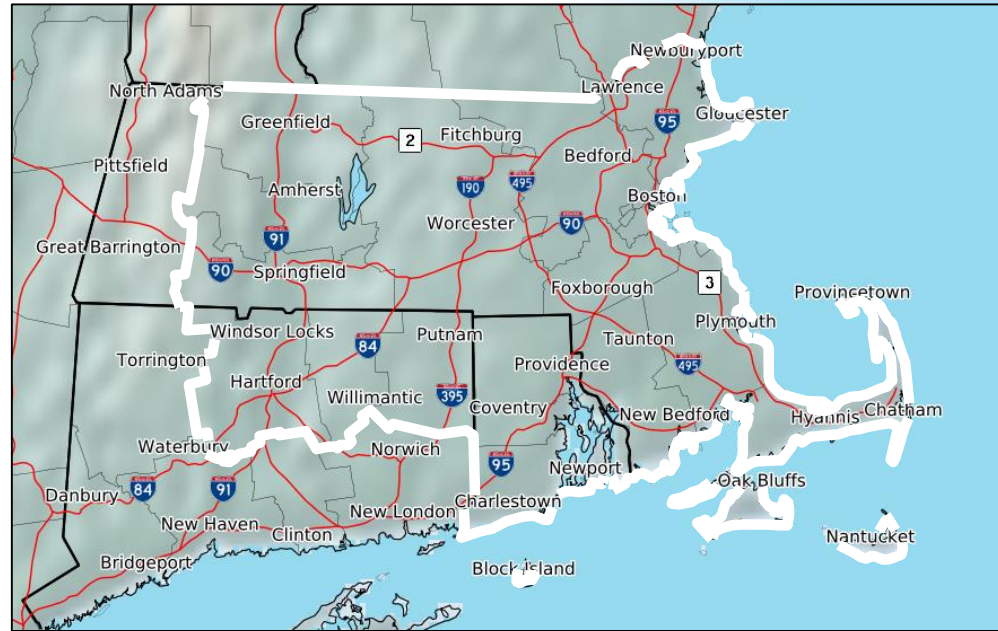 Newburyport
North Adams
Lawrence
Gloucester
Greenfield
95
2
Fitchburg
Bedford
Pittsfield
Amherst
190
495
Boston
Worcester
90
91
Great Barrington
90
Springfield
Foxborough
3
Provincetown
Windsor Locks
Putnam
Plymouth
84
Taunton
Torrington
Providence
495
Hartford
395
Willimantic
Coventry
New Bedford
Hyannis
Chatham
Waterbury
Norwich
95
Newport
Oak Bluffs
Danbury
84
91
Charlestown
New London
New Haven
Clinton
Nantucket
Bridgeport
Block Island